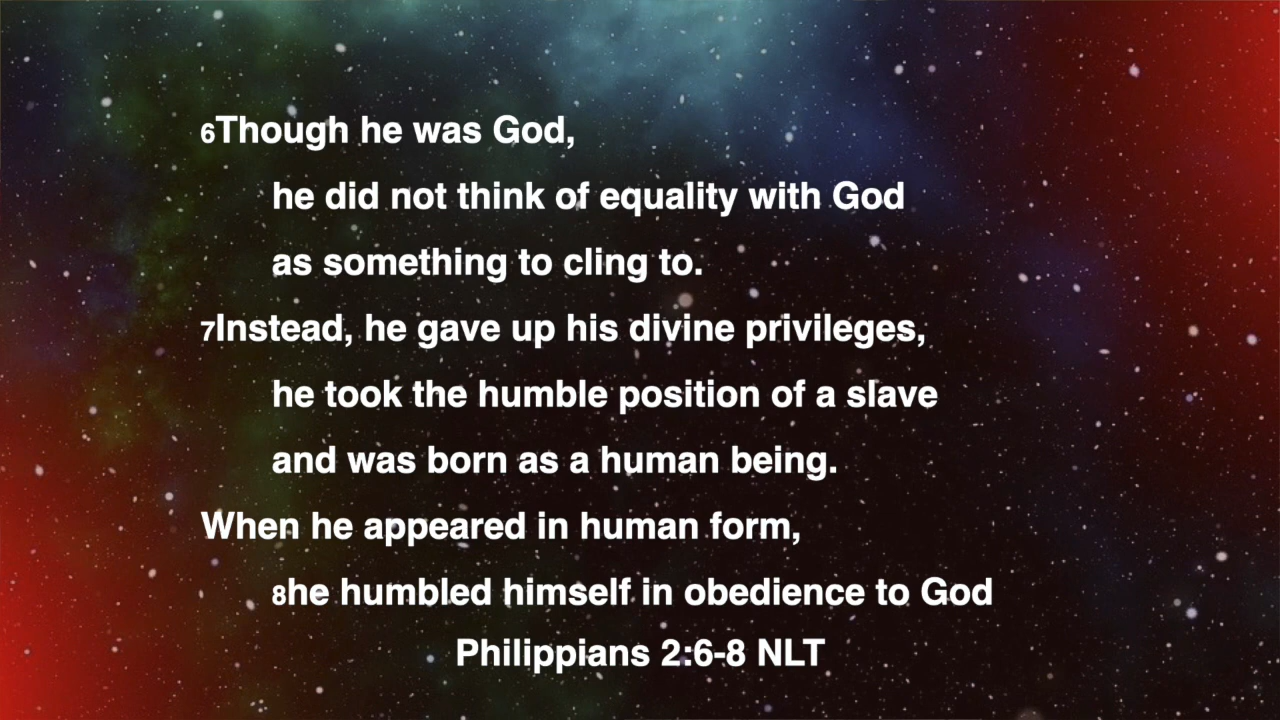 6Though he was God,
he did not think of equality with God
as something to cling to.
7Instead, he gave up his divine privileges,
he took the humble position of a slave
and was born as a human being.
When he appeared in human form,
8he humbled himself in obedience to God
Philippians 2:6-8 NLT